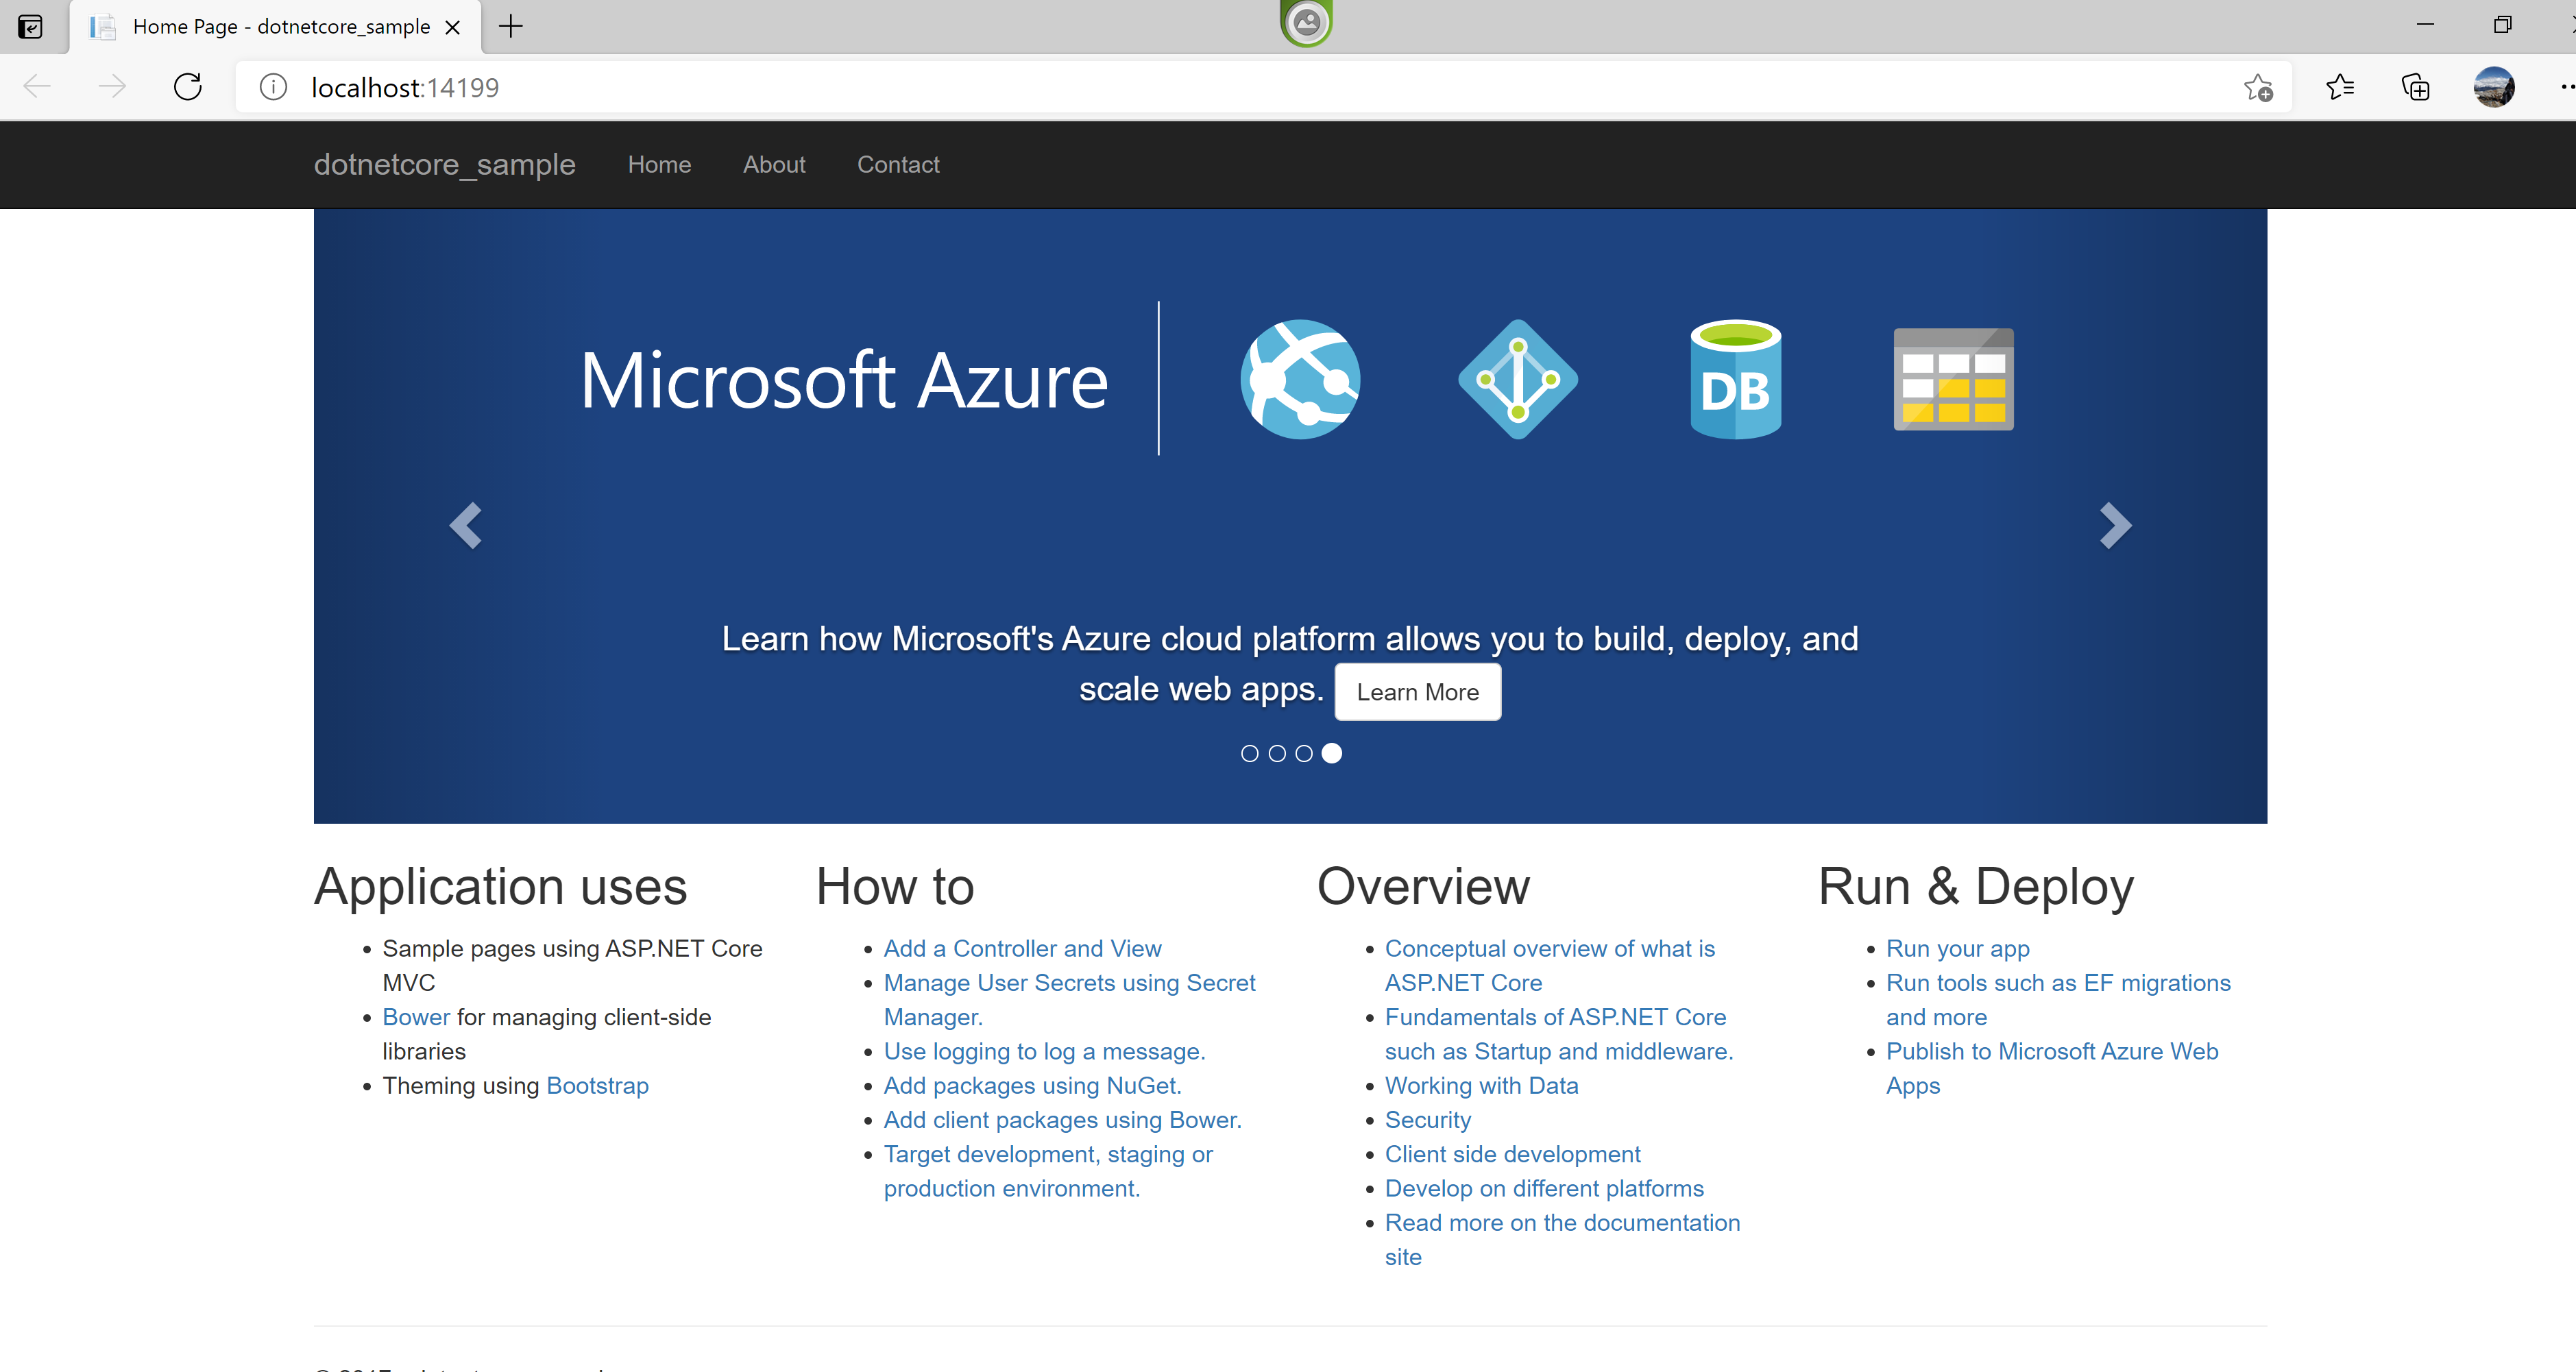 Home Page - dotnetcore_sample
localhost:14199
dotnetcore_sample Home About Contact
Microsoft Azure
DB
Learn how Microsoft's Azure cloud platform allows you to build, deploy, and
scale web apps. Learn More
Application uses
Sample pages using ASP.NET Core
MVC
Bower for managing client-side
libraries
Theming using Bootstrap
How to
Add a Controller and View
Manage User Secrets using Secret
Manager.
Use logging to log a message.
Add packages using NuGet.
Add client packages using Bower.
Target development, staging or
production environment.
Overview
Conceptual overview of what is
ASP.NET Core
Fundamentals of ASP.NET Core
such as Startup and middleware.
Working with Data
Security
Client side development
Develop on different platforms
Read more on the documentation
site
Run & Deploy
Run your app
Run tools such as EF migrations
and more
Publish to Microsoft Azure Web
Apps